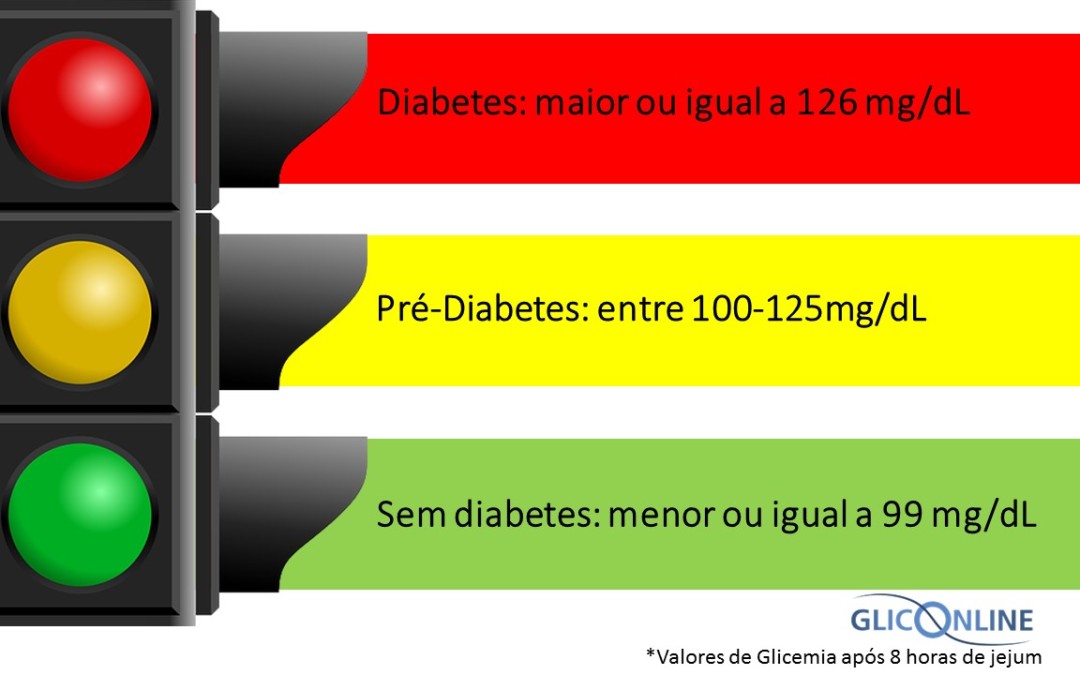 Diabetes: maior ou igual a 126 mg/dL
Pré-Diabetes: entre 100-125mg/dL
Sem diabetes: menor ou igual a 99 mg/dL
GLICONLINE
*Valores de Glicemia após 8 horas de jejum